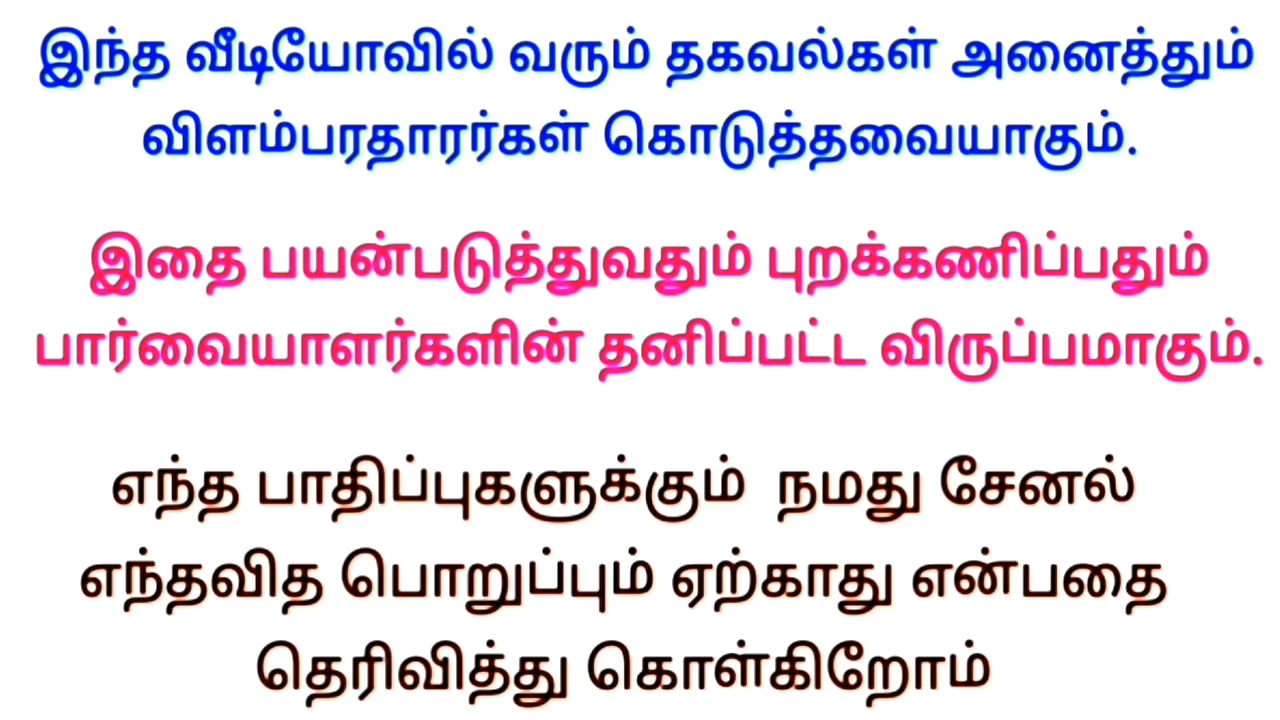 இந்த வீடியோவில் வரும் தகவல்கள் அனைத்தும்
விளம்பரதாரர்கள் கொடுத்தவையாகும்.
இதை பயன்படுத்துவதும் புறக்கணிப்பதும்
பார்வையாளர்களின் தனிப்பட்ட விருப்பமாகும்.
எந்த பாதிப்புகளுக்கும் நமது சேனல்
எந்தவித பொறுப்பும் ஏற்காது என்பதை
தெரிவித்து கொள்கிறோம்